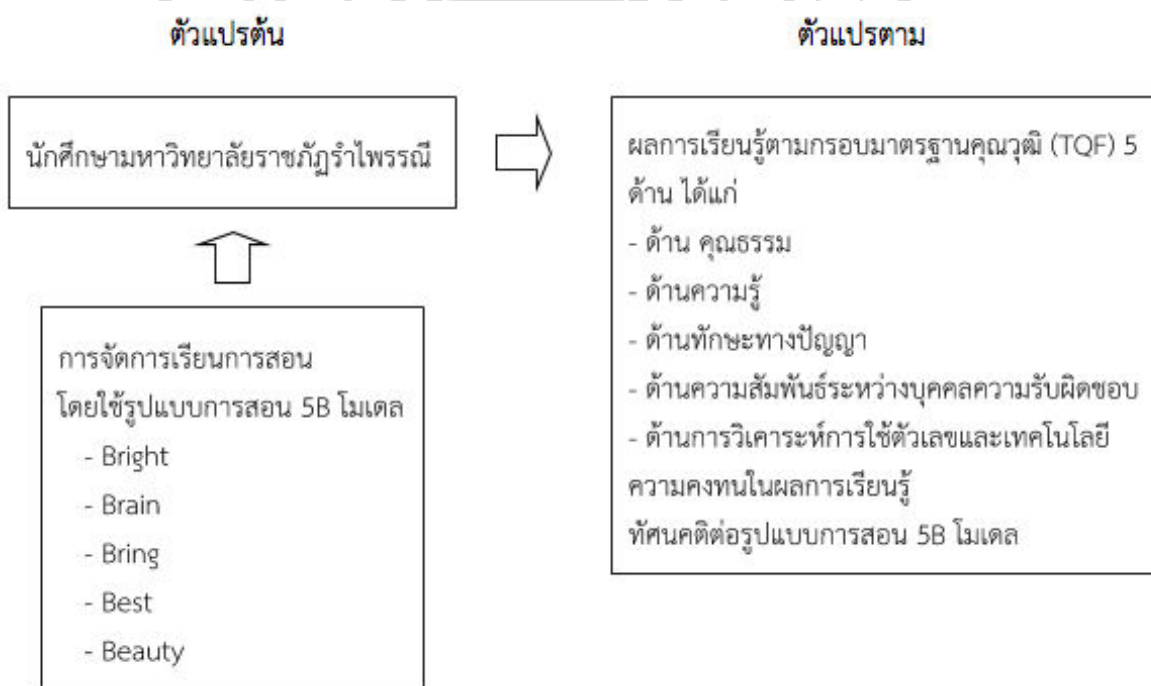 ตัวแปรต้น
ตัวแปรตาม
นักศึกษามหาวิทยาลัยราชภัฏรำไพรรณี
การจัดการเรียนการสอน
โดยใช้รูปแบบการสอน 5B โมเดล
- Bright
- Brain
- Bring
- Best
- Beauty
ผลการเรียนรู้ตามกรอบมาตรฐานคุณวุฒิ (TQF) 5
ด้าน ได้แก่
- ด้าน คุณธรรม
- ด้านความรู้
- ด้านทักษะทางปัญญา
- ด้านความสัมพันธ์ระหว่างบุคคลความรับผิดชอบ
- ด้านการวิเคาระห์การใช้ตัวเลขและเทคโนโลยี
ความคงทนในผลการเรียนรู้
ทัศนคติต่อรูปแบบการสอน 5B โมเดล